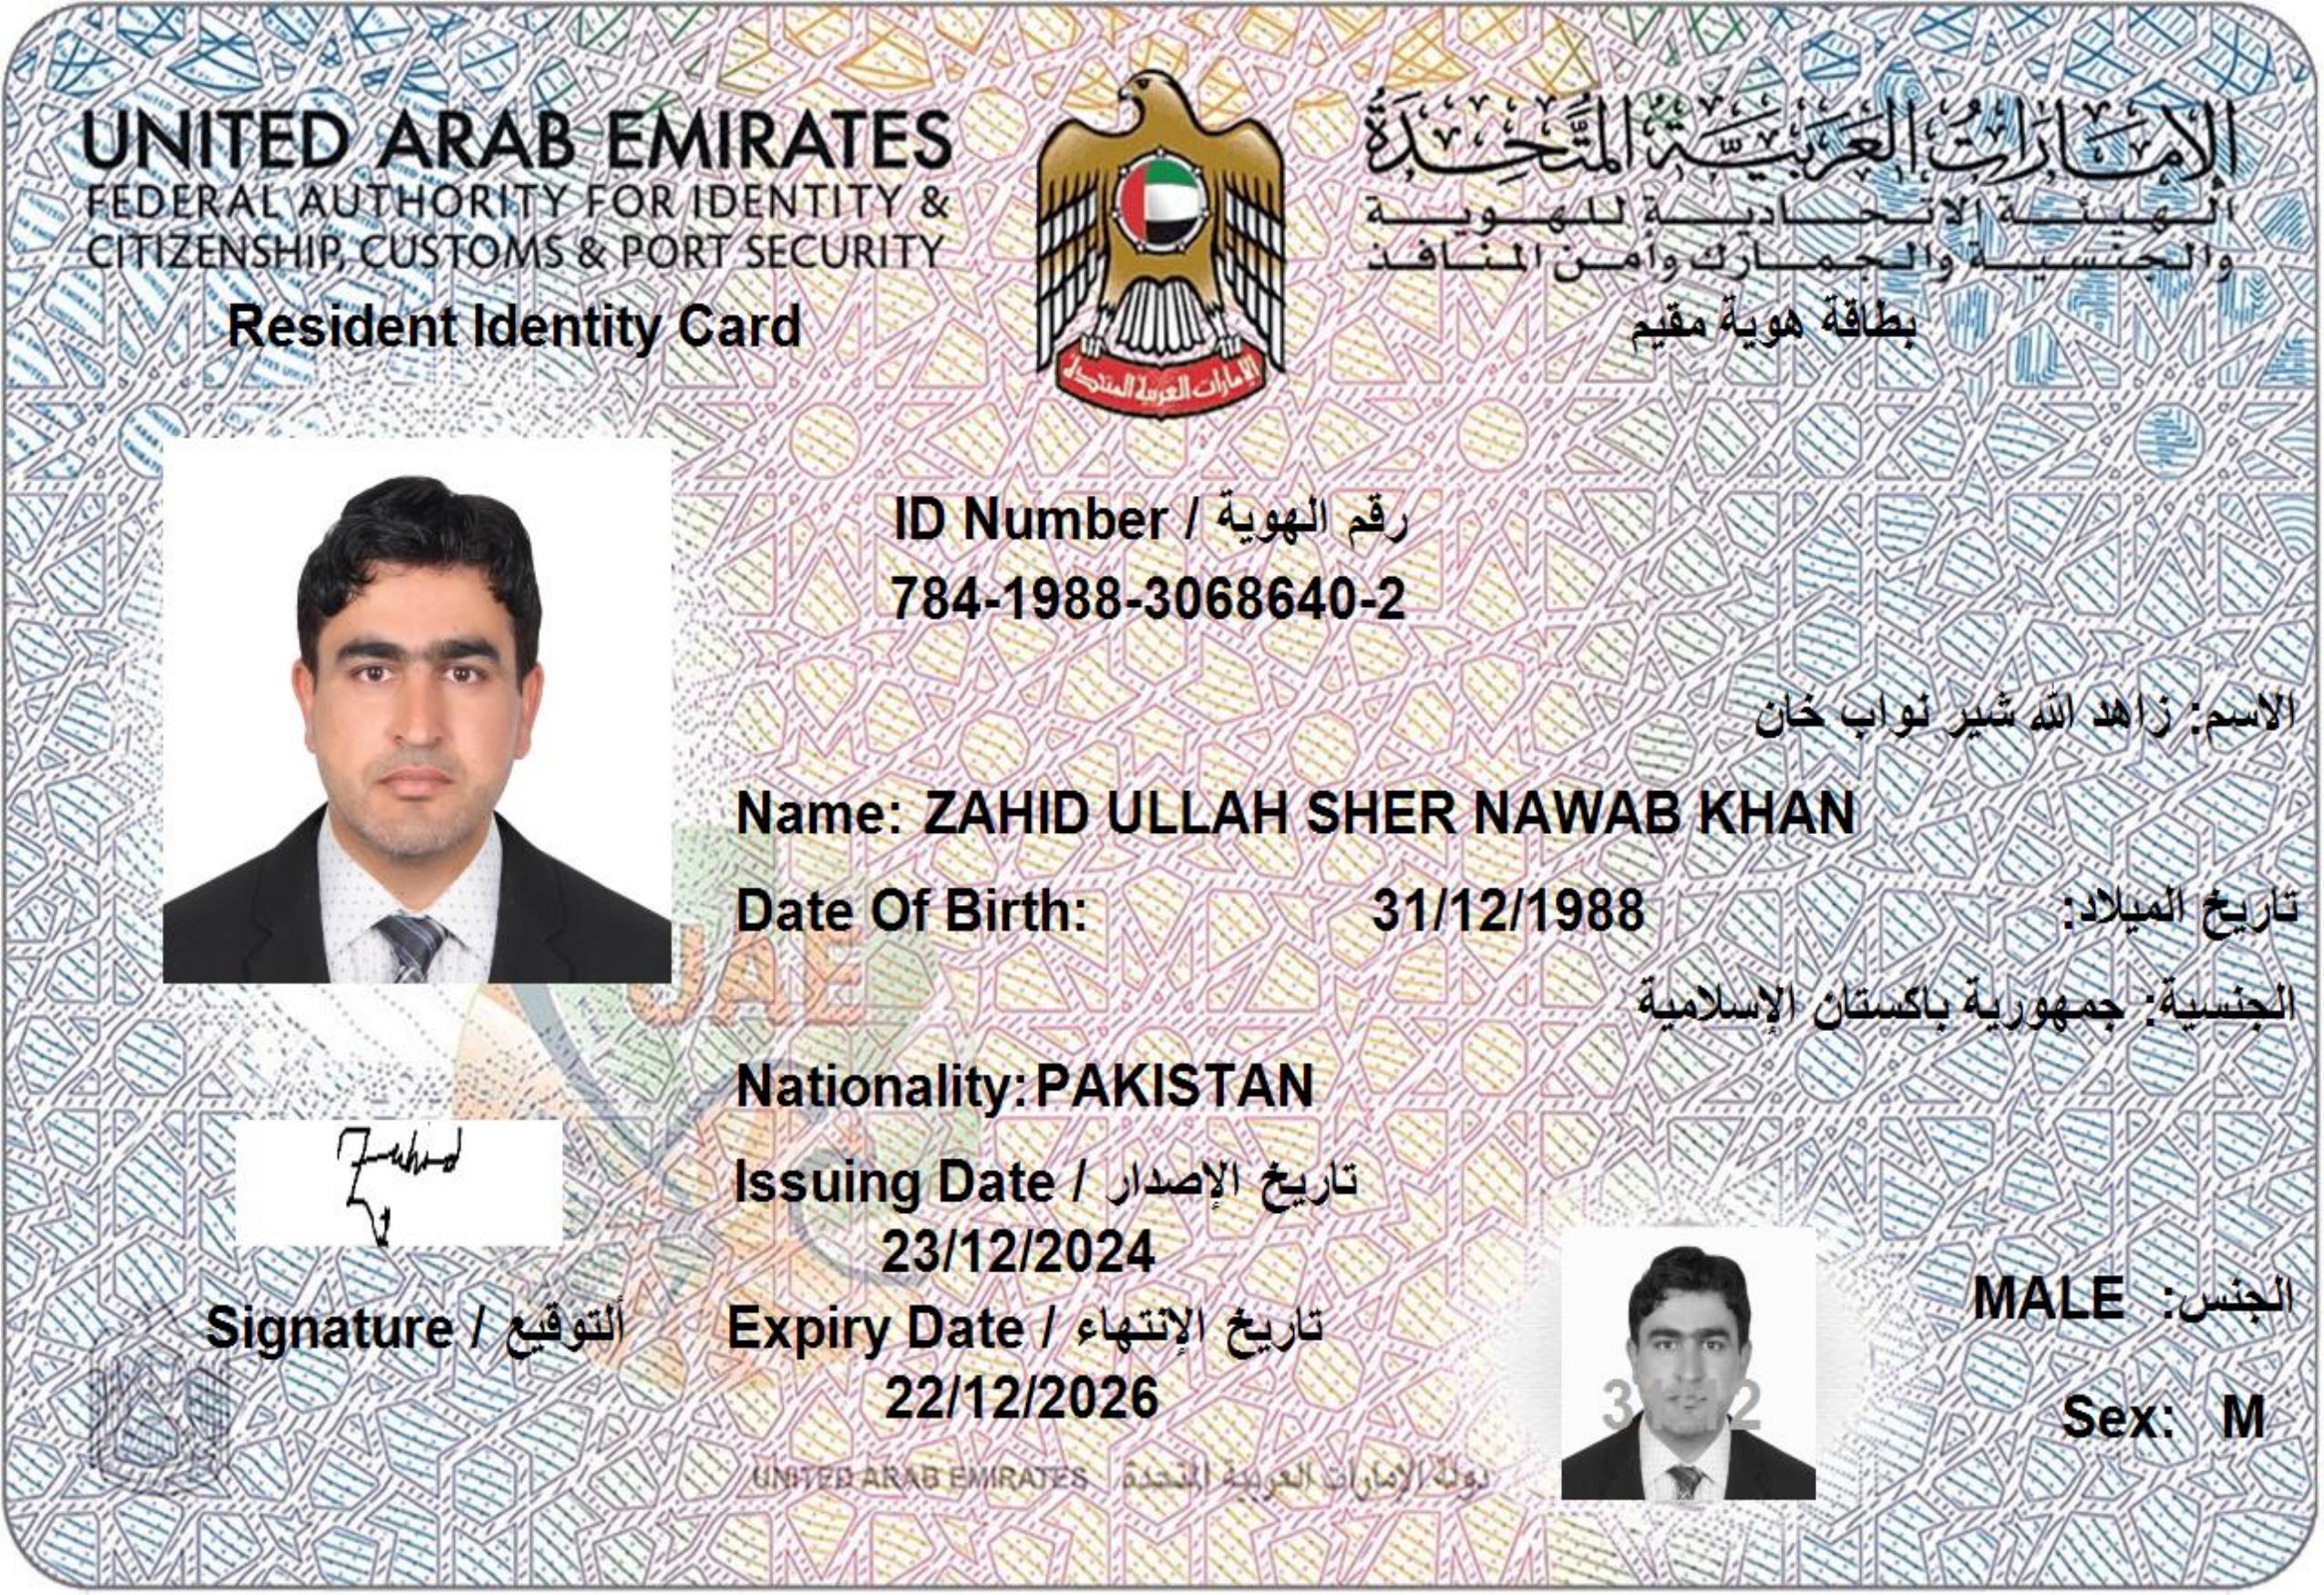 UNITED ARAB EMIRATES
الإمارات العربية المتحدة
FEDERAL AUTHORITY FOR IDENTITY &
CITIZENSHIP, CUSTOMS & PORT SECURITY
الهيئة الاتحادية للهوية
والجنسية والجمارك وأمن المنافذ
Resident Identity Card
بطاقة هوية مقيم
الإمارات العربية المتحدة
ID Number / رقم الهوية
784-1988-3068640-2
الاسم: زاهد الله شير نواب خان
Name: ZAHID ULLAH SHER NAWAB KHAN
Date Of Birth: 31/12/1988 تاريخ الميلاد:
الجنسية: جمهورية باكستان الإسلامية
UAE
Nationality: PAKISTAN
Zahid
Issuing Date / تاريخ الإصدار
23/12/2024
Signature / ألتوقيع
Expiry Date / تاريخ الإنتهاء
22/12/2026
الجنس: MALE
Sex: M
UNITED ARAB EMIRATES دولة الإمارات العربية المتحدة